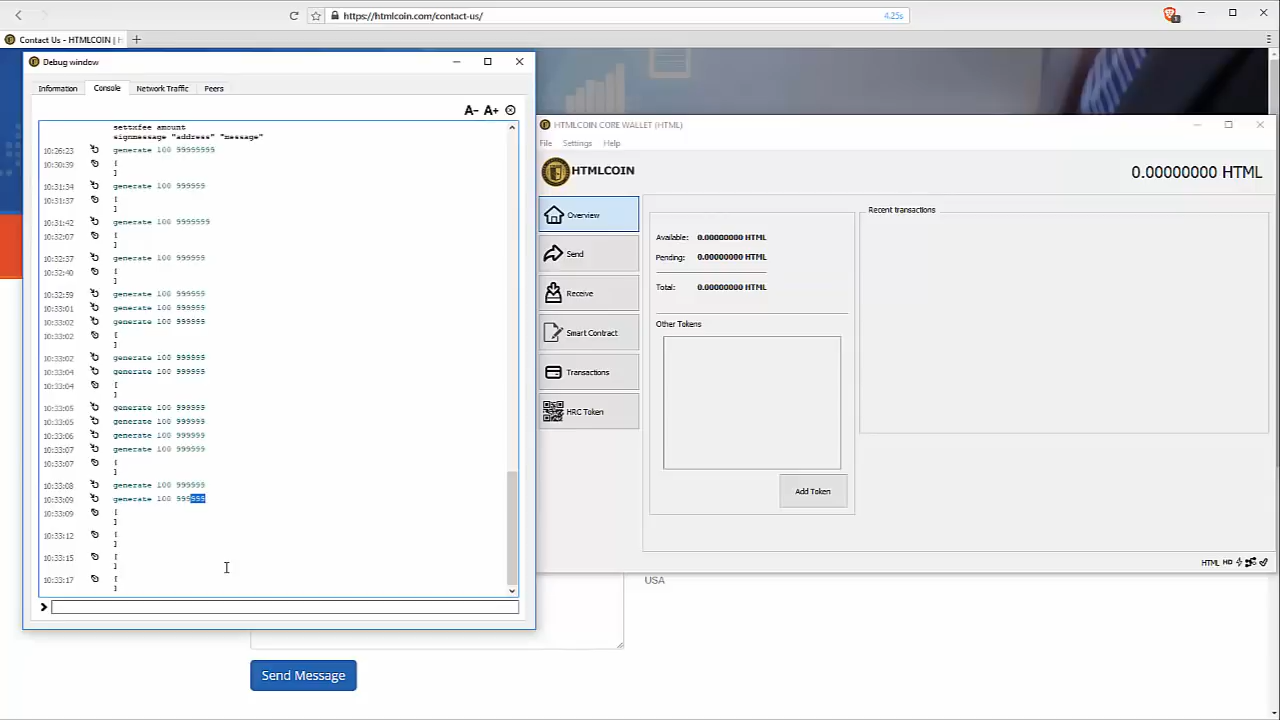 https://htmlcoin.com/contact-us/
4.25s
Contact Us - HTMLCOIN | H
Debug window
Information Console Network Traffic Peers
A- A+
settxfee amount
signmessage "address" "message"
10:26:23 generate 100 99999999
10:30:39 [
]
10:31:34 generate 100 999999
10:31:37 [
]
10:31:42 generate 100 9999999
10:32:07 [
]
10:32:37 generate 100 999999
10:32:40 [
]
10:32:59 generate 100 999999
10:33:01 generate 100 999999
10:33:02 generate 100 999999
10:33:02 [
]
10:33:02 generate 100 999999
10:33:04 generate 100 999999
10:33:04 [
]
10:33:05 generate 100 999999
10:33:05 generate 100 999999
10:33:06 generate 100 999999
10:33:07 generate 100 999999
10:33:07 [
]
10:33:08 generate 100 999999
10:33:09 generate 100 999999
10:33:09 [
]
10:33:12 [
]
10:33:15 [
]
10:33:17 [
]
HTMLCOIN CORE WALLET (HTML)
File Settings Help
HTMLCOIN
0.00000000 HTML
Overview
Send
Receive
Smart Contract
Transactions
HRC Token
Available: 0.00000000 HTML
Pending: 0.00000000 HTML
Total: 0.00000000 HTML
Other Tokens
Add Token
Recent transactions
HTML HD
USA
Send Message